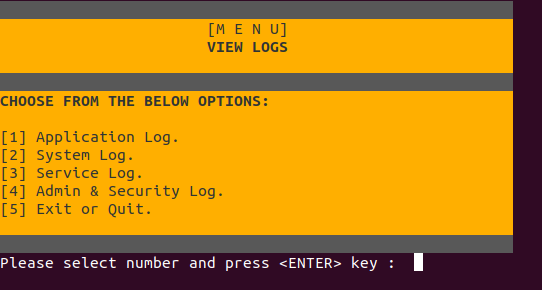 [M E N U]
VIEW LOGS
CHOOSE FROM THE BELOW OPTIONS:
[1] Application Log.
[2] System Log.
[3] Service Log.
[4] Admin & Security Log.
[5] Exit or Quit.
Please select number and press <ENTER> key :